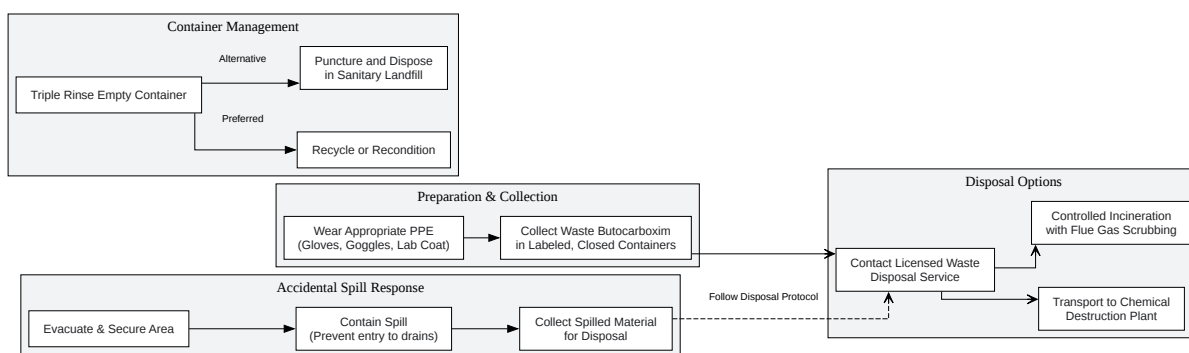 Container Management
Alternative
Puncture and Dispose
in Sanitary Landfill
Triple Rinse Empty Container
Preferred
Recycle or Recondition
Preparation & Collection
Wear Appropriate PPE
(Gloves, Goggles, Lab Coat)
Collect Waste Butocarboxim
in Labeled, Closed Containers
Disposal Options
Controlled Incineration
with Flue Gas Scrubbing
Contact Licensed Waste
Disposal Service
Transport to Chemical
Destruction Plant
Accidental Spill Response
Evacuate & Secure Area
Contain Spill
(Prevent entry to drains)
Collect Spilled Material
for Disposal
Follow Disposal Protocol